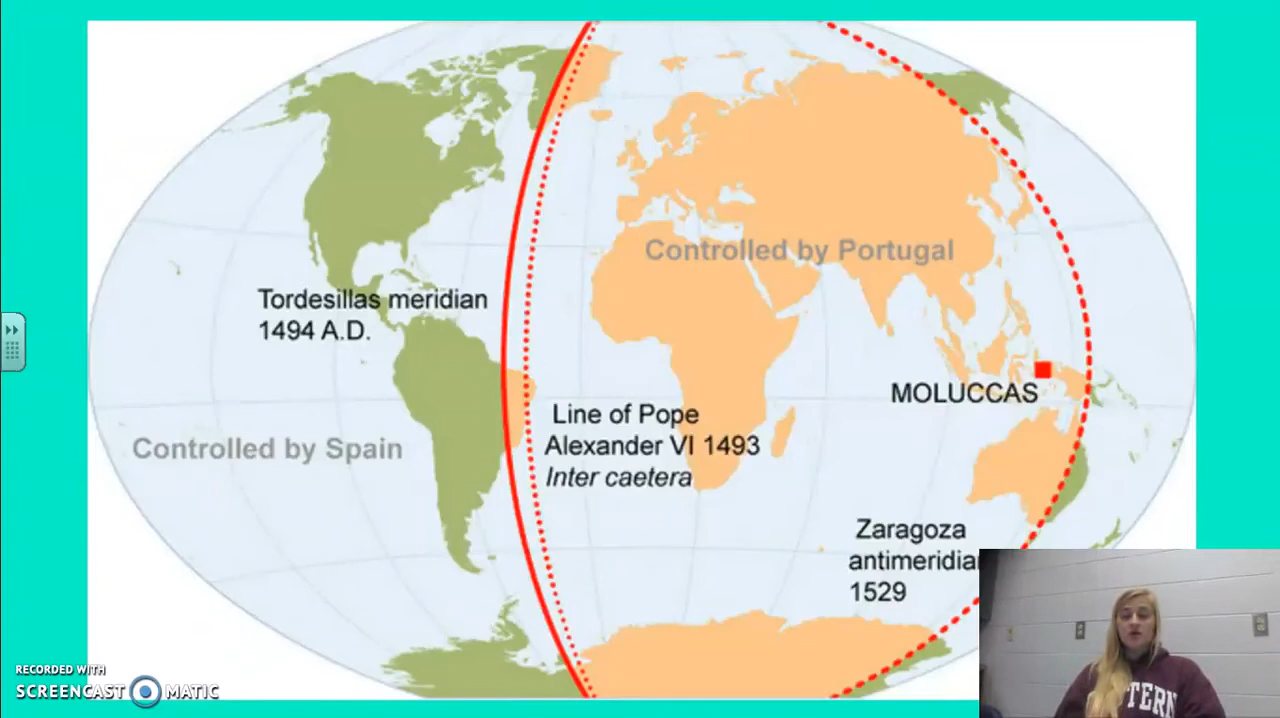 Controlled by Portugal
Tordesillas meridian
1494 A.D.
MOLUCCAS
Line of Pope
Alexander VI 1493
Inter caetera
Controlled by Spain
Zaragoza
antimeridia
1529
RECORDED WITH
SCREENCAST MATIC